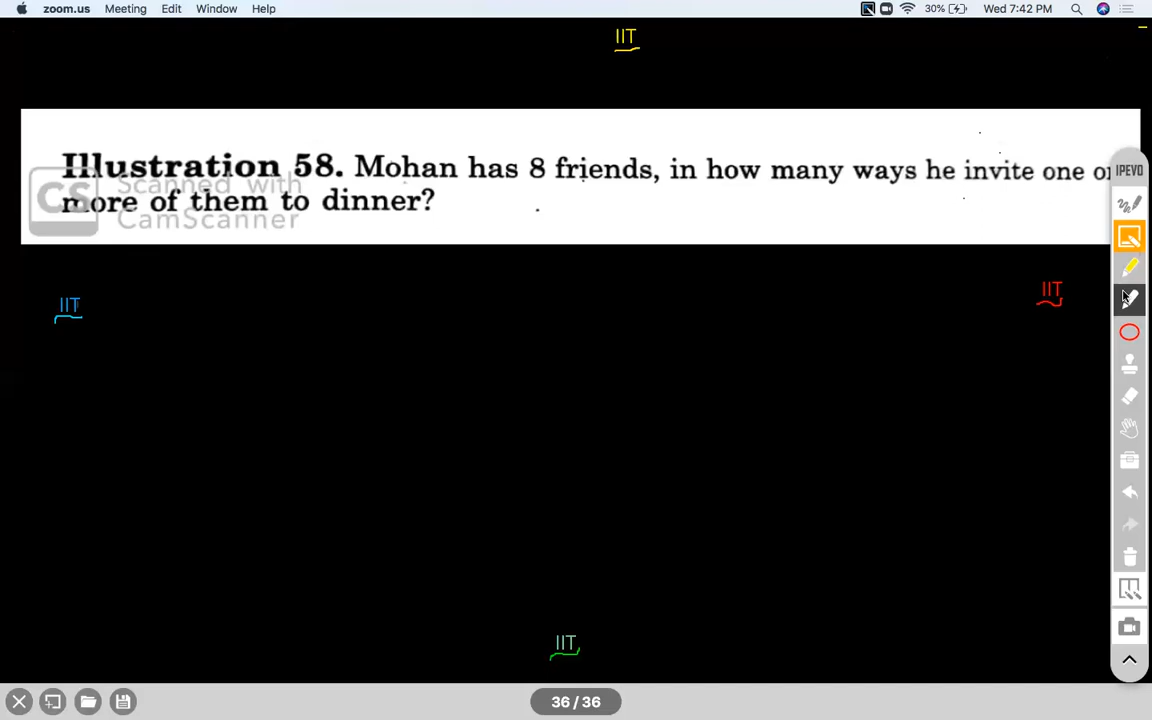 zoom.us Meeting Edit Window Help 30% Wed 7:42 PM
IIT
Illustration 58. Mohan has 8 friends, in how many ways he invite one or
more of them to dinner?
CS Scanned with
CamScanner
IPEVO
IIT
IIT
IIT
36 / 36